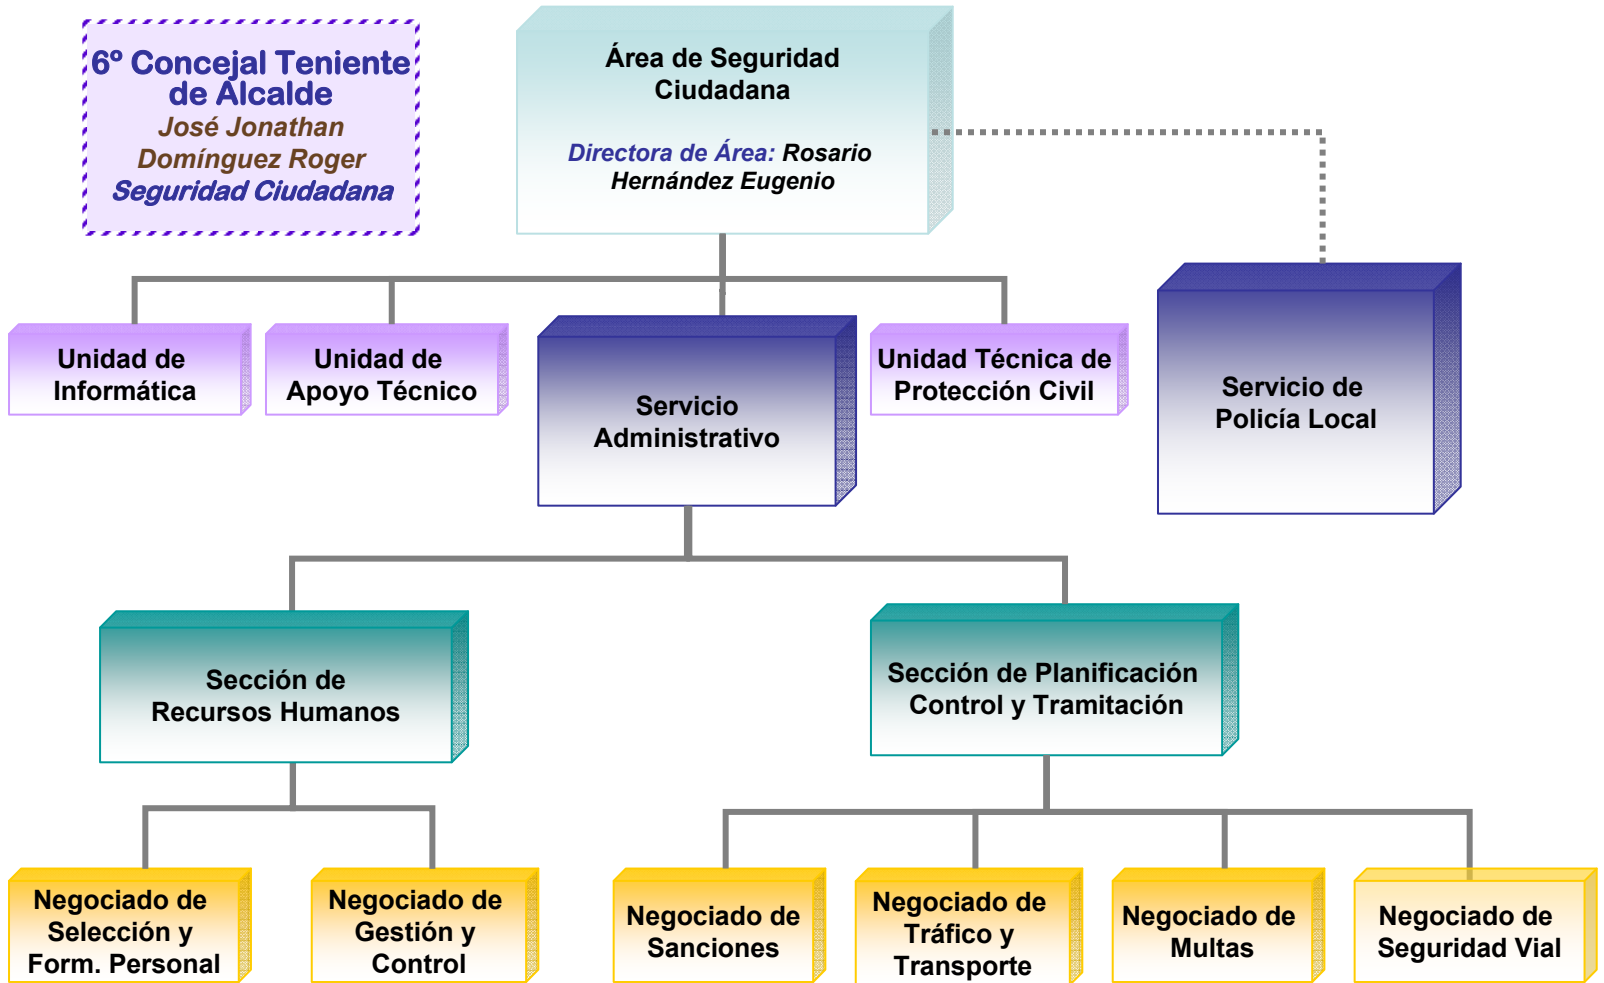 6º Concejal Teniente
de Alcalde
José Jonathan
Domínguez Roger
Seguridad Ciudadana
Área de Seguridad
Ciudadana
Directora de Área: Rosario
Hernández Eugenio
Unidad de
Informática
Unidad de
Apoyo Técnico
Servicio
Administrativo
Unidad Técnica de
Protección Civil
Servicio de
Policía Local
Sección de
Recursos Humanos
Sección de Planificación
Control y Tramitación
Negociado de
Selección y
Form. Personal
Negociado de
Gestión y
Control
Negociado de
Sanciones
Negociado de
Tráfico y
Transporte
Negociado de
Multas
Negociado de
Seguridad Vial